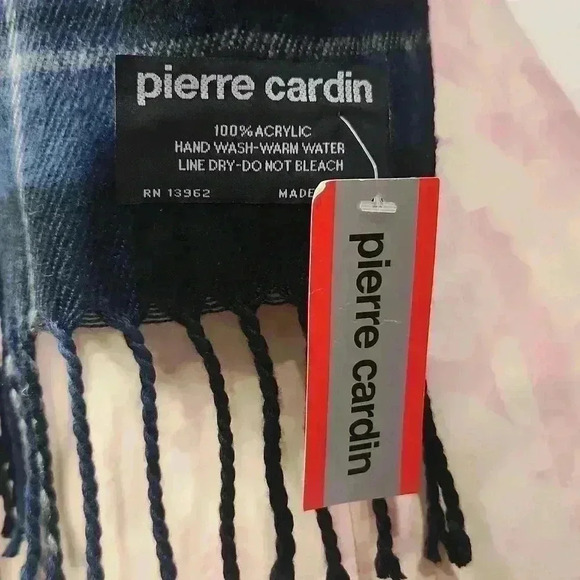 pierre cardin
100% ACRYLIC
HAND WASH-WARM WATER
LINE DRY-DO NOT BLEACH
RN 13962 MADE
pierre cardin